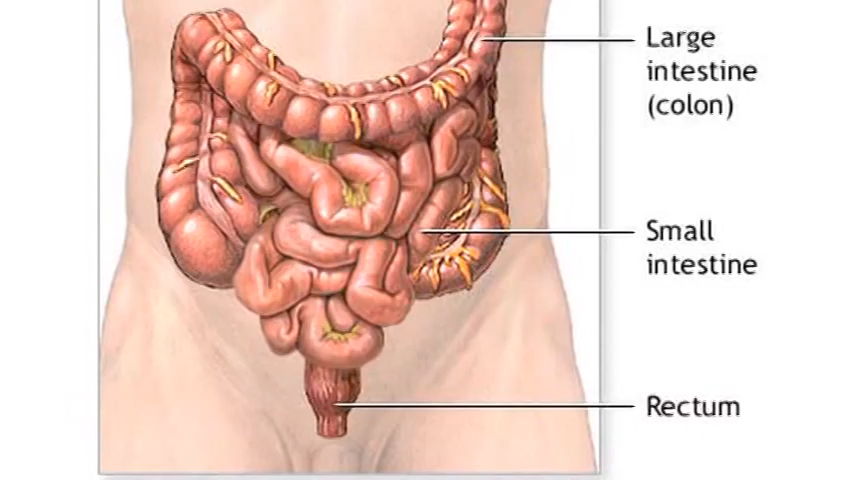 Large
intestine
(colon)
Small
intestine
Rectum